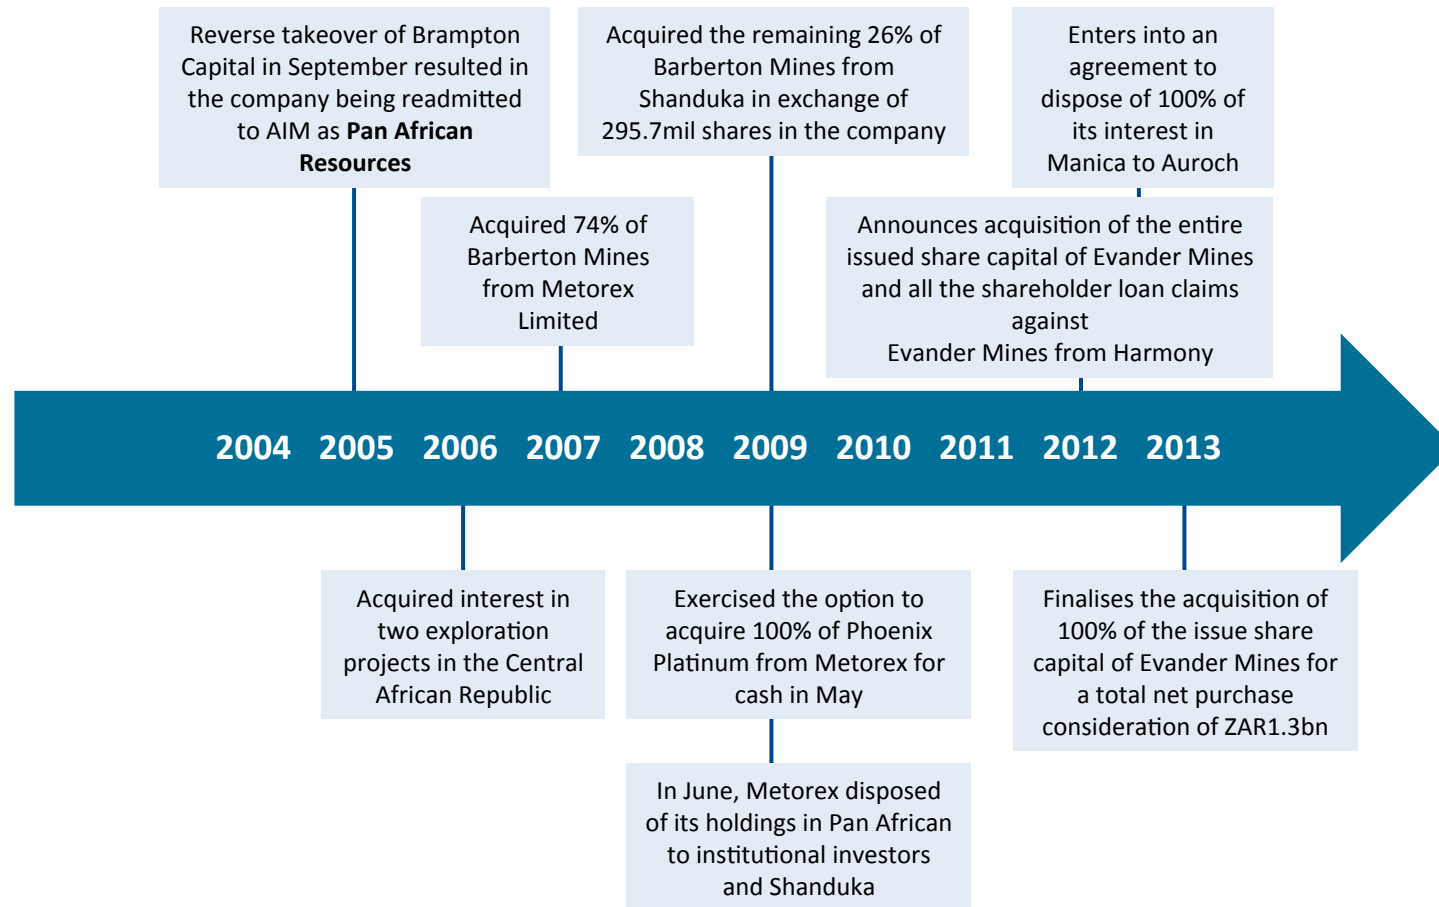 Reverse takeover of Brampton
Capital in September resulted in
the company being readmitted
to AIM as Pan African
Resources
Acquired the remaining 26% of
Barberton Mines from
Shanduka in exchange of
295.7mil shares in the company
Enters into an
agreement to
dispose of 100% of
its interest in
Manica to Auroch
Acquired 74% of
Barberton Mines
from Metorex
Limited
Announces acquisition of the entire
issued share capital of Evander Mines
and all the shareholder loan claims
against
Evander Mines from Harmony
2004 2005 2006 2007 2008 2009 2010 2011 2012 2013
Acquired interest in
two exploration
projects in the Central
African Republic
Exercised the option to
acquire 100% of Phoenix
Platinum from Metorex for
cash in May
Finalises the acquisition of
100% of the issue share
capital of Evander Mines for
a total net purchase
consideration of ZAR1.3bn
In June, Metorex disposed
of its holdings in Pan African
to institutional investors
and Shanduka